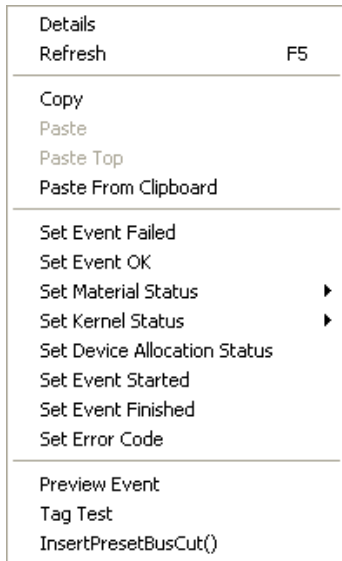 Details
Refresh F5
Copy
Paste
Paste Top
Paste From Clipboard
Set Event Failed
Set Event OK
Set Material Status
Set Kernel Status
Set Device Allocation Status
Set Event Started
Set Event Finished
Set Error Code
Preview Event
Tag Test
InsertPresetBusCut()